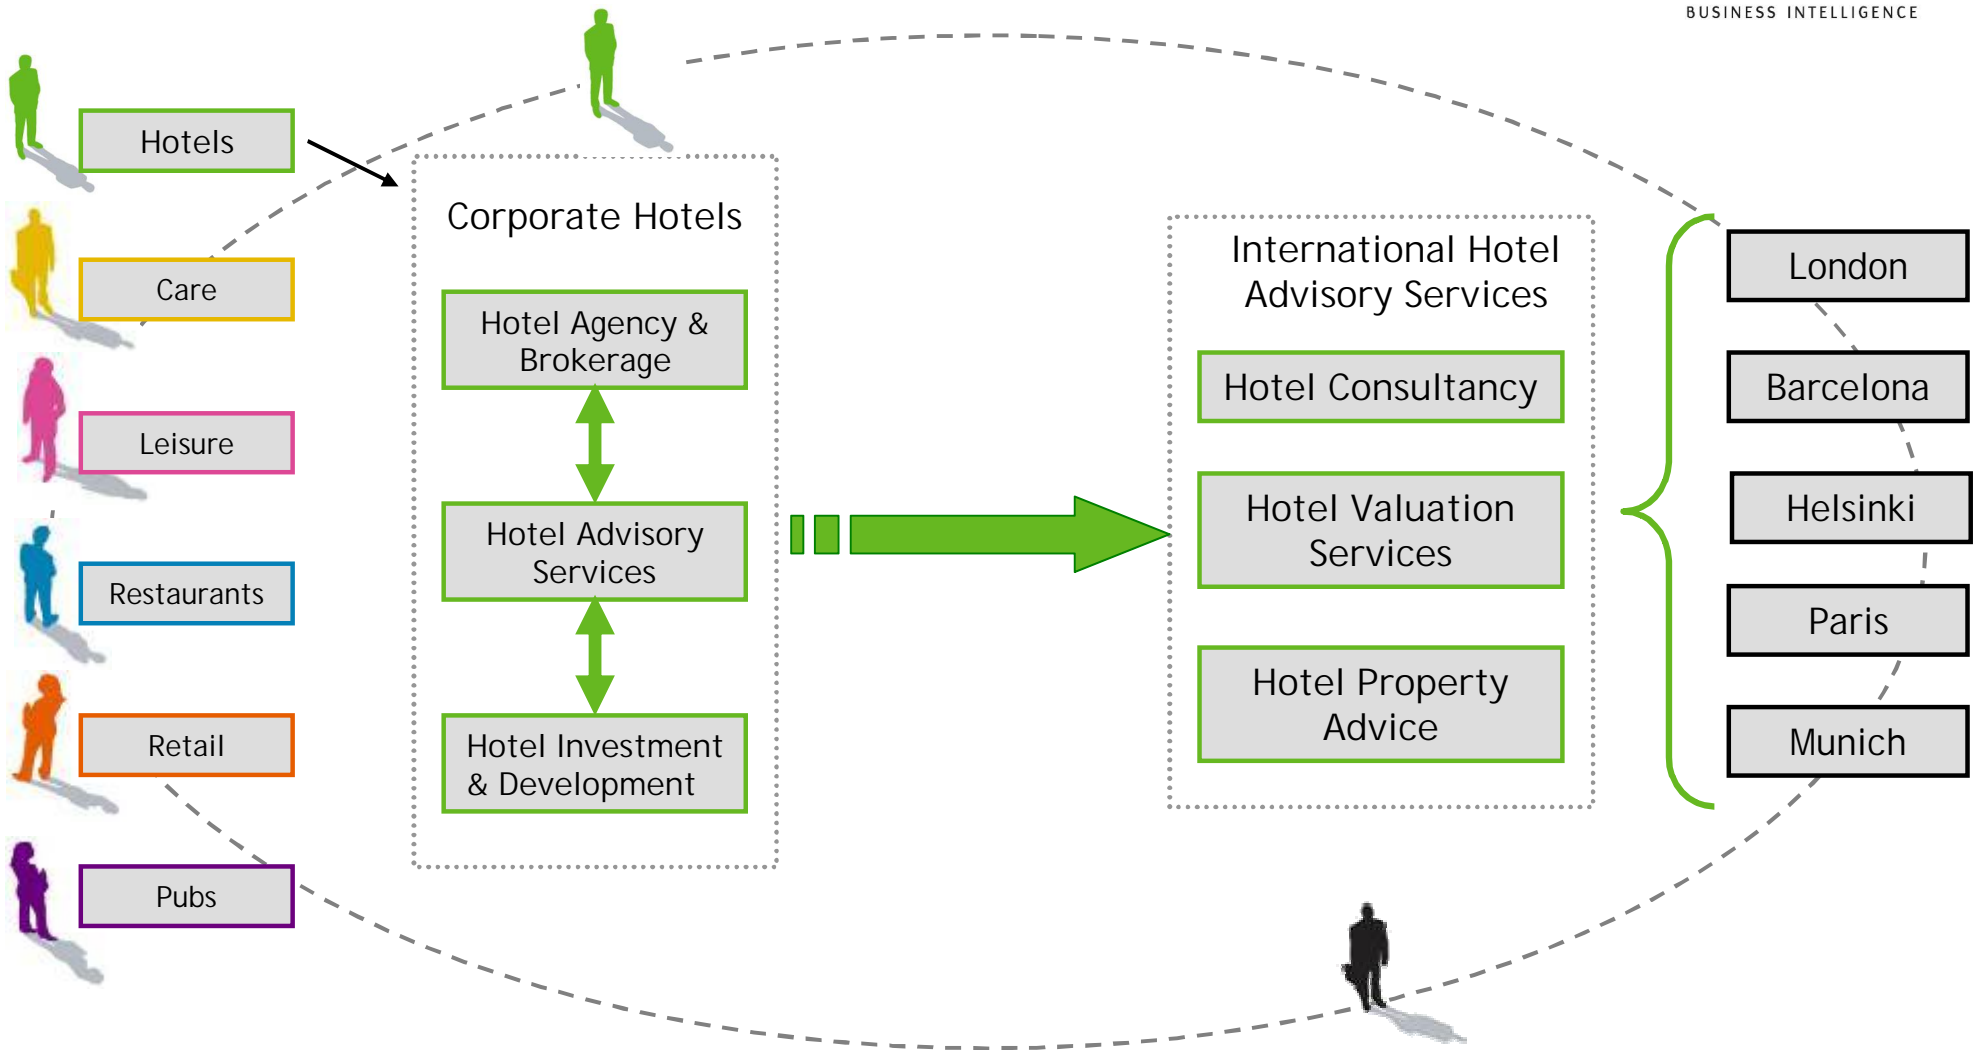 BUSINESS INTELLIGENCE
Hotels
Care
Leisure
Restaurants
Retail
Pubs
Corporate Hotels
Hotel Agency &
Brokerage
Hotel Advisory
Services
Hotel Investment
& Development
International Hotel
Advisory Services
Hotel Consultancy
Hotel Valuation
Services
Hotel Property
Advice
London
Barcelona
Helsinki
Paris
Munich